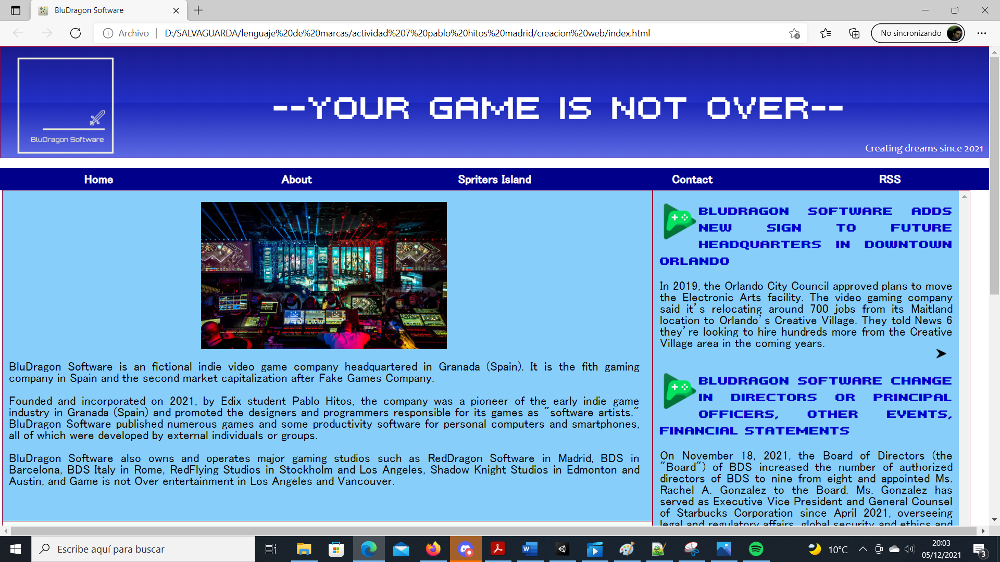 BluDragon Software
Archivo
D:/SALVAGUARDA/lenguaje%20de%20marcas/actividad%207%20pablo%20hitos%20madrid/creacion%20web/index.html
No sincronizando
BluDragon Software
--YOUR GAME IS NOT OVER--
Creating dreams since 2021
Home About Spriters Island Contact RSS
BluDragon Software is an fictional indie video game company headquartered in Granada (Spain). It is the fith gaming
company in Spain and the second market capitalization after Fake Games Company.
Founded and incorporated on 2021, by Edix student Pablo Hitos, the company was a pioneer of the early indie game
industry in Granada (Spain) and promoted the designers and programmers responsible for its games as "software artists."
BluDragon Software published numerous games and some productivity software for personal computers and smartphones,
all of which were developed by external individuals or groups.
BluDragon Software also owns and operates major gaming studios such as RedDragon Software in Madrid, BDS in
Barcelona, BDS Italy in Rome, RedFlying Studios in Stockholm and Los Angeles, Shadow Knight Studios in Edmonton and
Austin, and Game is not Over entertainment in Los Angeles and Vancouver.
BLUDRAGON SOFTWARE ADDS
NEW SIGN TO FUTURE
HEADQUARTERS IN DOWNTOWN
ORLANDO
In 2019, the Orlando City Council approved plans to move
the Electronic Arts facility. The video gaming company
said it's relocating around 700 jobs from its Maitland
location to Orlando's Creative Village. They told News 6
they're looking to hire hundreds more from the Creative
Village area in the coming years.
BLUDRAGON SOFTWARE CHANGE
IN DIRECTORS OR PRINCIPAL
OFFICERS, OTHER EVENTS,
FINANCIAL STATEMENTS
On November 18, 2021, the Board of Directors (the
"Board") of BDS increased the number of authorized
directors of BDS to nine from eight and appointed Ms.
Rachel A. Gonzalez to the Board. Ms. Gonzalez has
served as Executive Vice President and General Counsel
of Starbucks Corporation since April 2021, overseeing
legal and regulatory affairs, global security and ethics and
Escribe aquí para buscar
10°C
20:03
05/12/2021
3